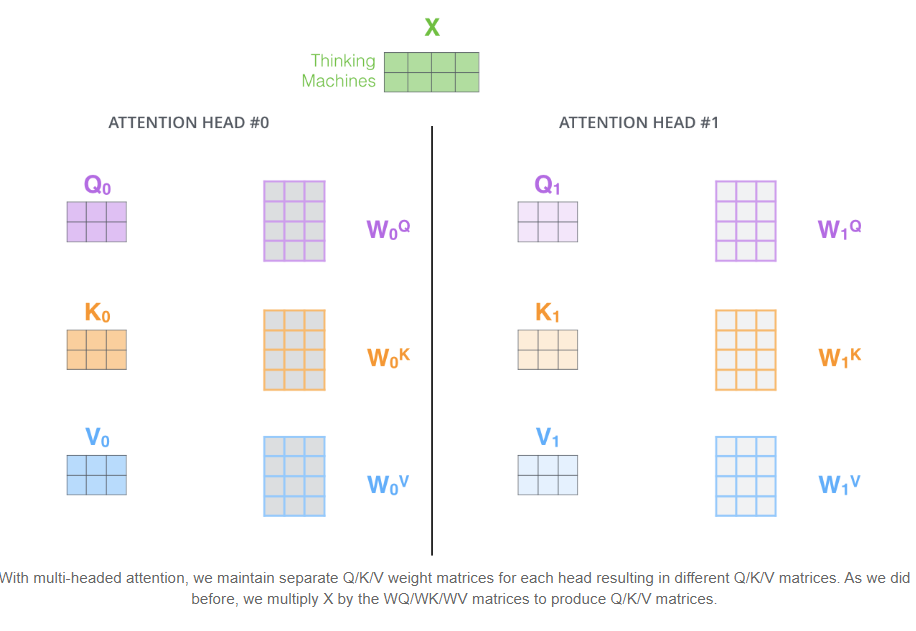 X
Thinking
Machines
ATTENTION HEAD #0
ATTENTION HEAD #1
Q₀
W₀Q
Q₁
W₁Q
K₀
W₀K
K₁
W₁K
V₀
W₀V
V₁
W₁V
With multi-headed attention, we maintain separate Q/K/V weight matrices for each head resulting in different Q/K/V matrices. As we did
before, we multiply X by the WQ/WK/WV matrices to produce Q/K/V matrices.